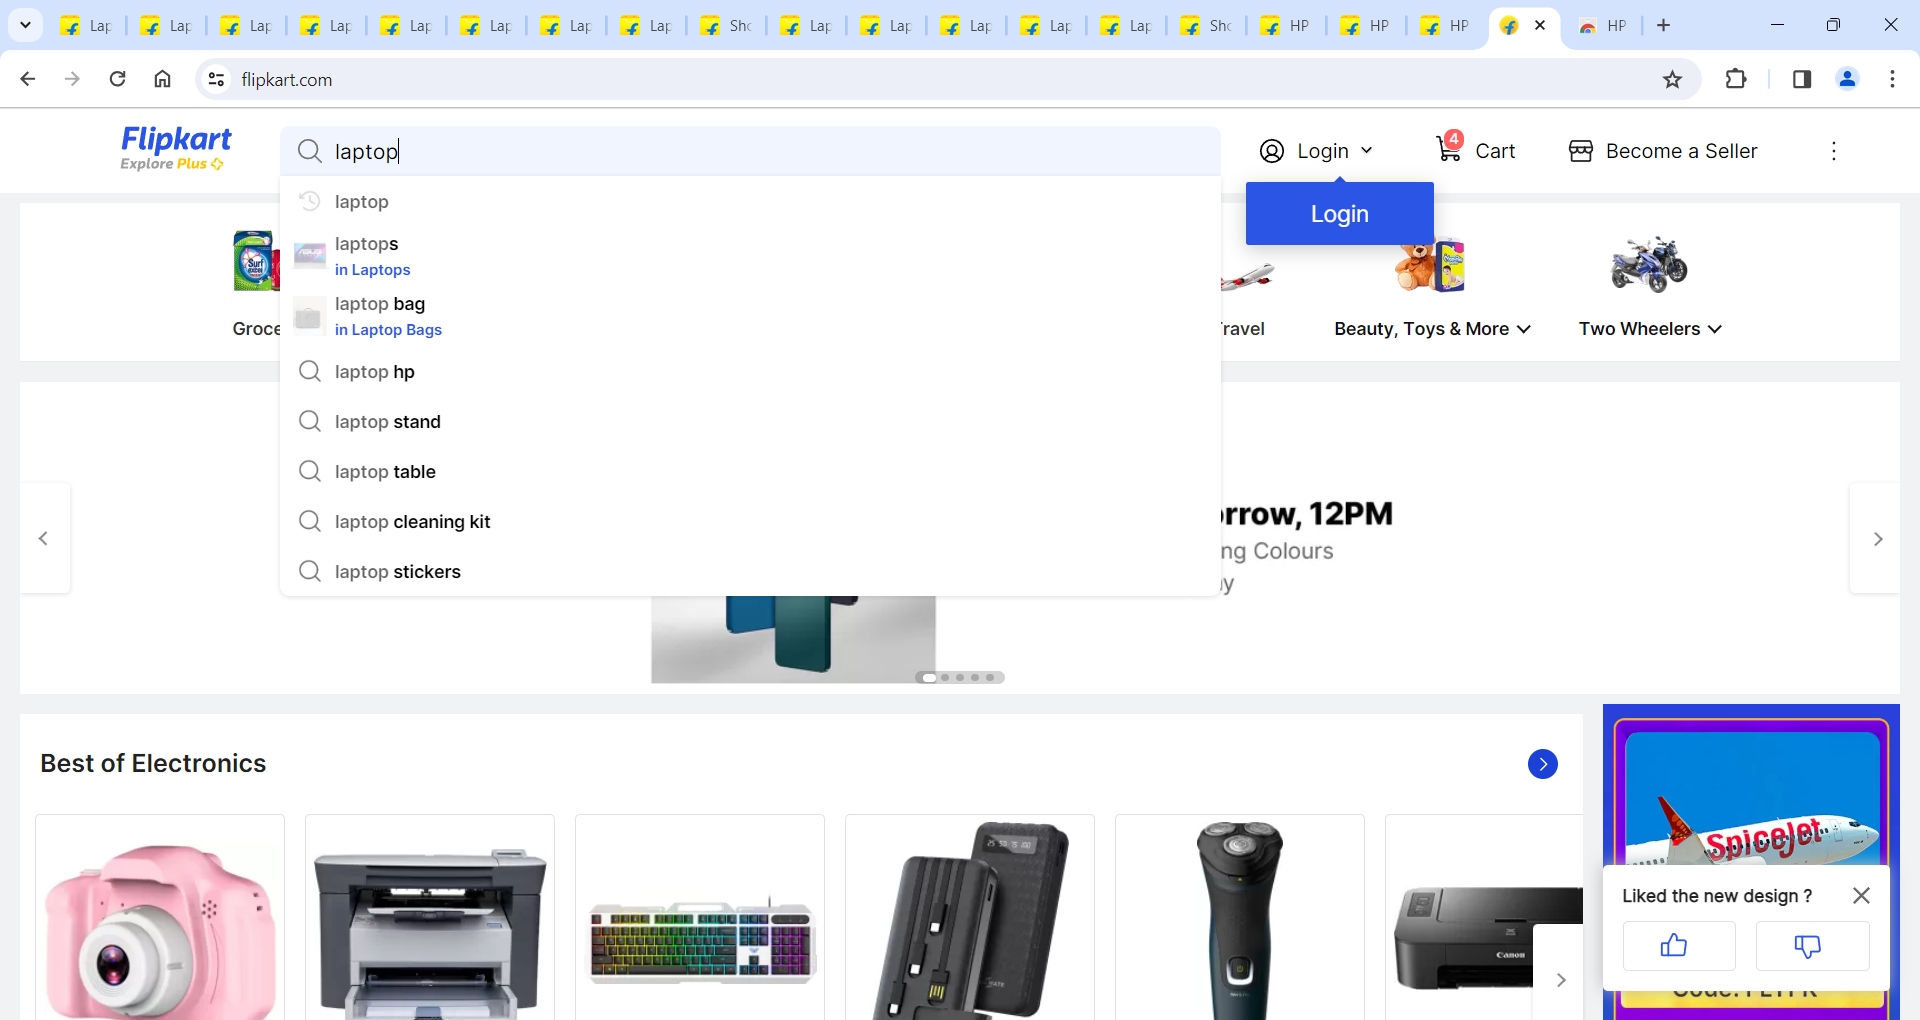 Lap Lap Lap Lap Lap Lap Lap Lap Sho Lap Lap Lap Lap Lap Sho HP HP HP HP
flipkart.com
Flipkart
Explore Plus
laptop
Login
4
Cart
Become a Seller
Login
laptop
laptops
in Laptops
laptop bag
in Laptop Bags
laptop hp
laptop stand
laptop table
laptop cleaning kit
laptop stickers
Surf excel
Groce
ravel
Beauty, Toys & More
Two Wheelers
rrow, 12PM
ng Colours
y
Best of Electronics
Canon
SpiceJet
Liked the new design ?